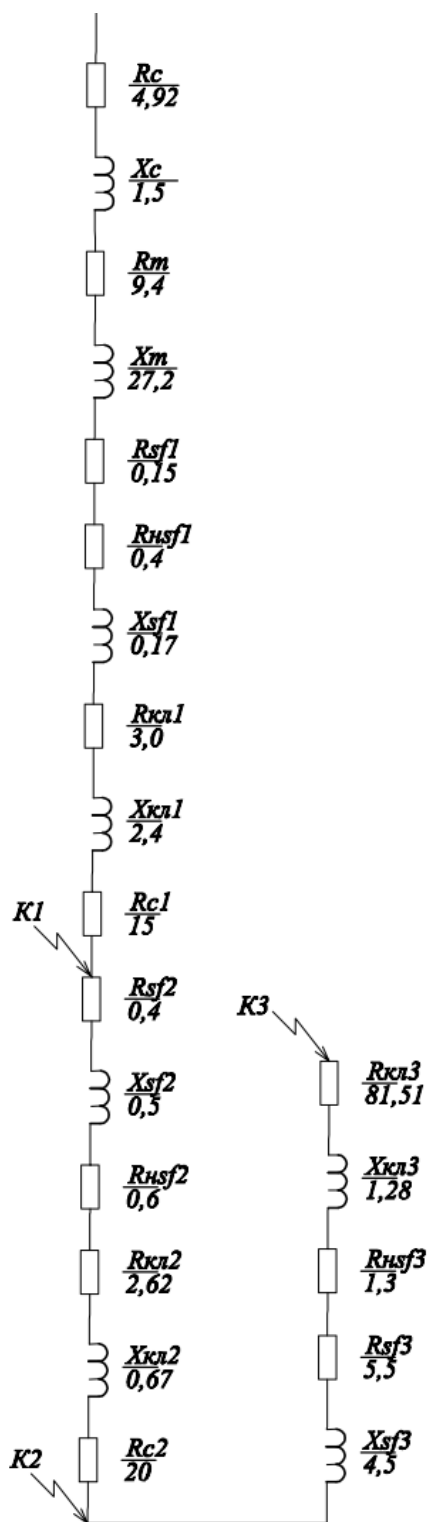 Rc
4,92
Xc
1,5
Rт
9,4
Xт
27,2
Rsf1
0,15
Rнsf1
0,4
Xsf1
0,17
Rкл1
3,0
Xкл1
2,4
Rc1
15
K1
Rsf2
0,4
Xsf2
0,5
Rнsf2
0,6
Rкл2
2,62
Xкл2
0,67
Rc2
20
K2
K3
Rкл3
81,51
Xкл3
1,28
Rнsf3
1,3
Rsf3
5,5
Xsf3
4,5